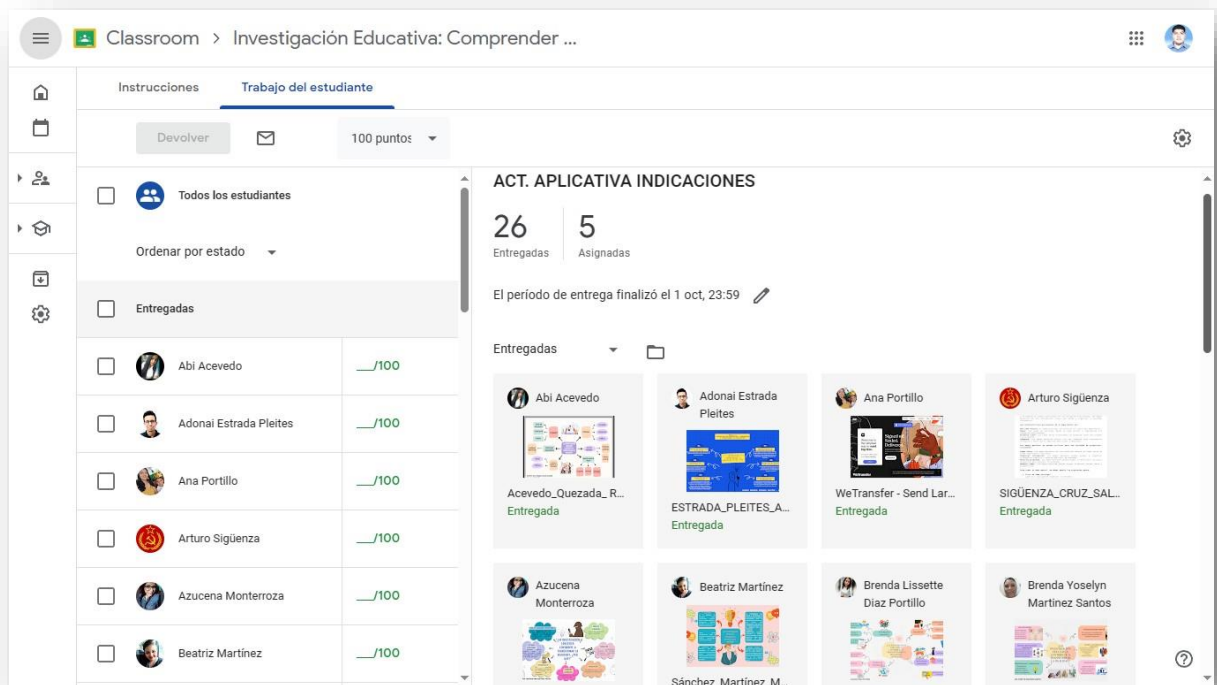 Classroom > Investigación Educativa: Comprender ...
Instrucciones
Trabajo del estudiante
Devolver
100 puntos
Todos los estudiantes
Ordenar por estado
Entregadas
Abi Acevedo
__/100
Adonai Estrada Pleites
__/100
Ana Portillo
__/100
Arturo Sigüenza
__/100
Azucena Monterroza
__/100
Beatriz Martínez
__/100
ACT. APLICATIVA INDICACIONES
26
Entregadas
5
Asignadas
El período de entrega finalizó el 1 oct, 23:59
Entregadas
Abi Acevedo
Acevedo_Quezada_ R...
Entregada
Adonai Estrada
Pleites
ESTRADA_PLEITES_A...
Entregada
Ana Portillo
WeTransfer - Send Lar...
Entregada
Arturo Sigüenza
SIGÜENZA_CRUZ_SAL...
Entregada
Azucena
Monterroza
Beatriz Martínez
Sánchez_Martínez_M...
Brenda Lissette
Diaz Portillo
Brenda Yoselyn
Martinez Santos